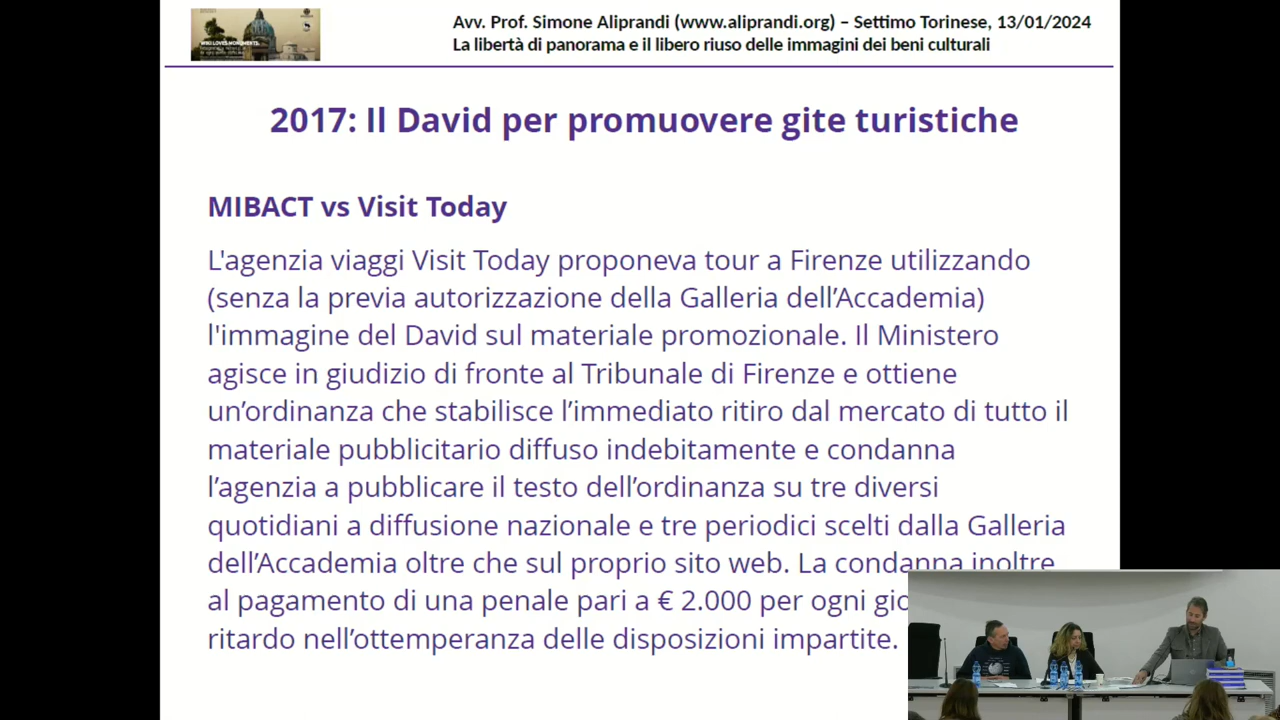 WIKI LOVES MONUMENTS
Avv. Prof. Simone Aliprandi (www.aliprandi.org) – Settimo Torinese, 13/01/2024
La libertà di panorama e il libero riuso delle immagini dei beni culturali
2017: Il David per promuovere gite turistiche
MIBACT vs Visit Today
L'agenzia viaggi Visit Today proponeva tour a Firenze utilizzando
(senza la previa autorizzazione della Galleria dell’Accademia)
l'immagine del David sul materiale promozionale. Il Ministero
agisce in giudizio di fronte al Tribunale di Firenze e ottiene
un’ordinanza che stabilisce l’immediato ritiro dal mercato di tutto il
materiale pubblicitario diffuso indebitamente e condanna
l’agenzia a pubblicare il testo dell’ordinanza su tre diversi
quotidiani a diffusione nazionale e tre periodici scelti dalla Galleria
dell’Accademia oltre che sul proprio sito web. La condanna inoltre
al pagamento di una penale pari a € 2.000 per ogni gio
ritardo nell’ottemperanza delle disposizioni impartite.